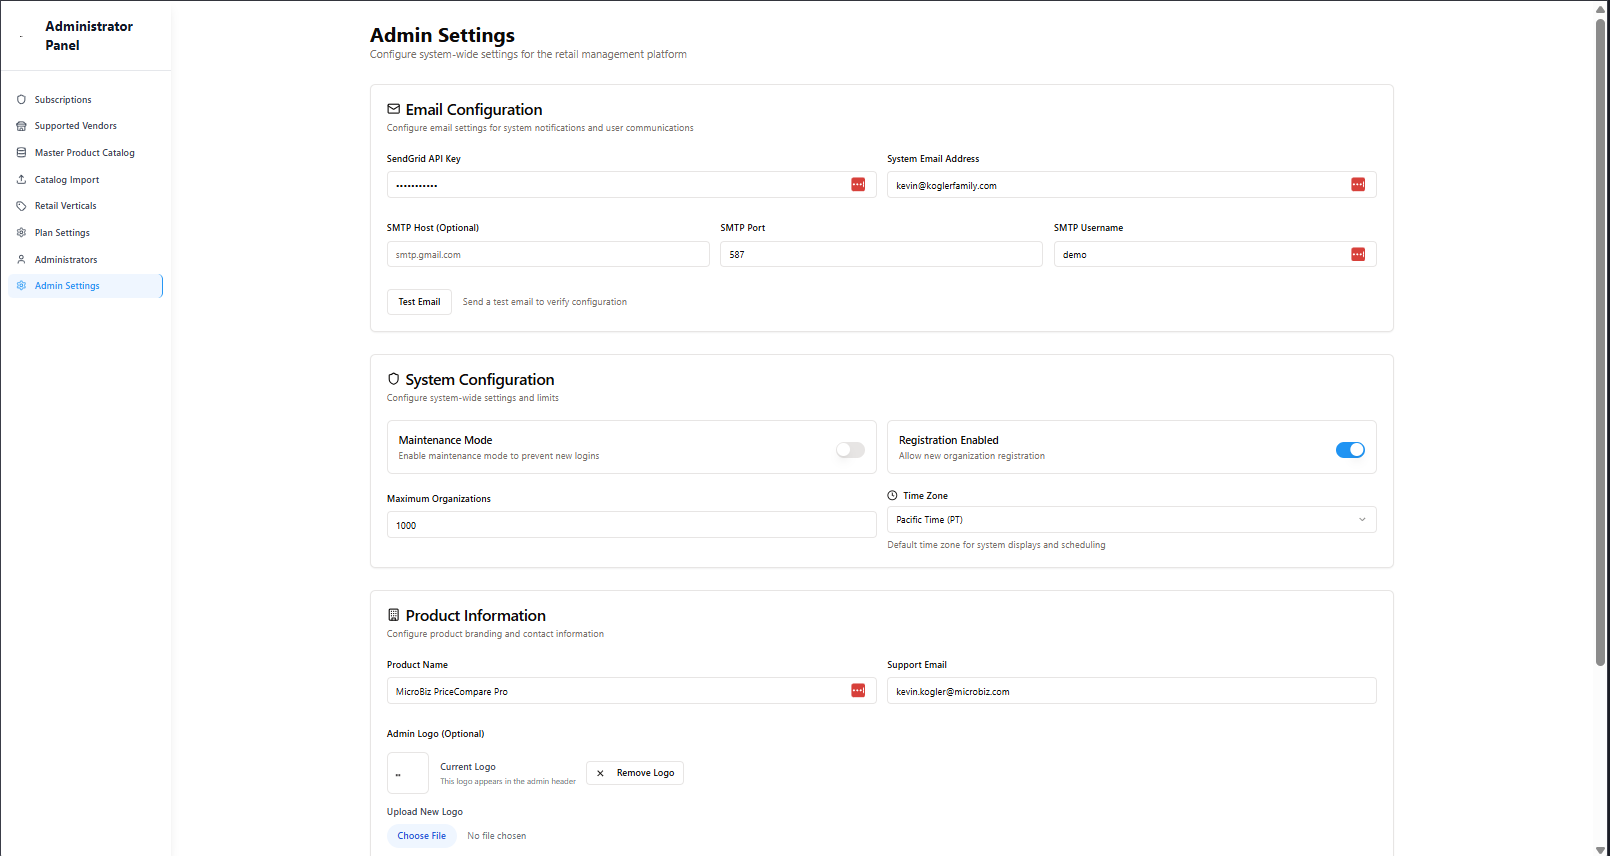 Administrator
Panel
Subscriptions
Supported Vendors
Master Product Catalog
Catalog Import
Retail Verticals
Plan Settings
Administrators
Admin Settings
Admin Settings
Configure system-wide settings for the retail management platform
Email Configuration
Configure email settings for system notifications and user communications
SendGrid API Key
System Email Address
•••••••••••
kevin@koglerfamily.com
SMTP Host (Optional)
SMTP Port
SMTP Username
smtp.gmail.com
587
demo
Test Email
Send a test email to verify configuration
System Configuration
Configure system-wide settings and limits
Maintenance Mode
Enable maintenance mode to prevent new logins
Registration Enabled
Allow new organization registration
Maximum Organizations
1000
Time Zone
Pacific Time (PT)
Default time zone for system displays and scheduling
Product Information
Configure product branding and contact information
Product Name
Support Email
MicroBiz PriceCompare Pro
kevin.kogler@microbiz.com
Admin Logo (Optional)
Current Logo
This logo appears in the admin header
Remove Logo
Upload New Logo
Choose File
No file chosen